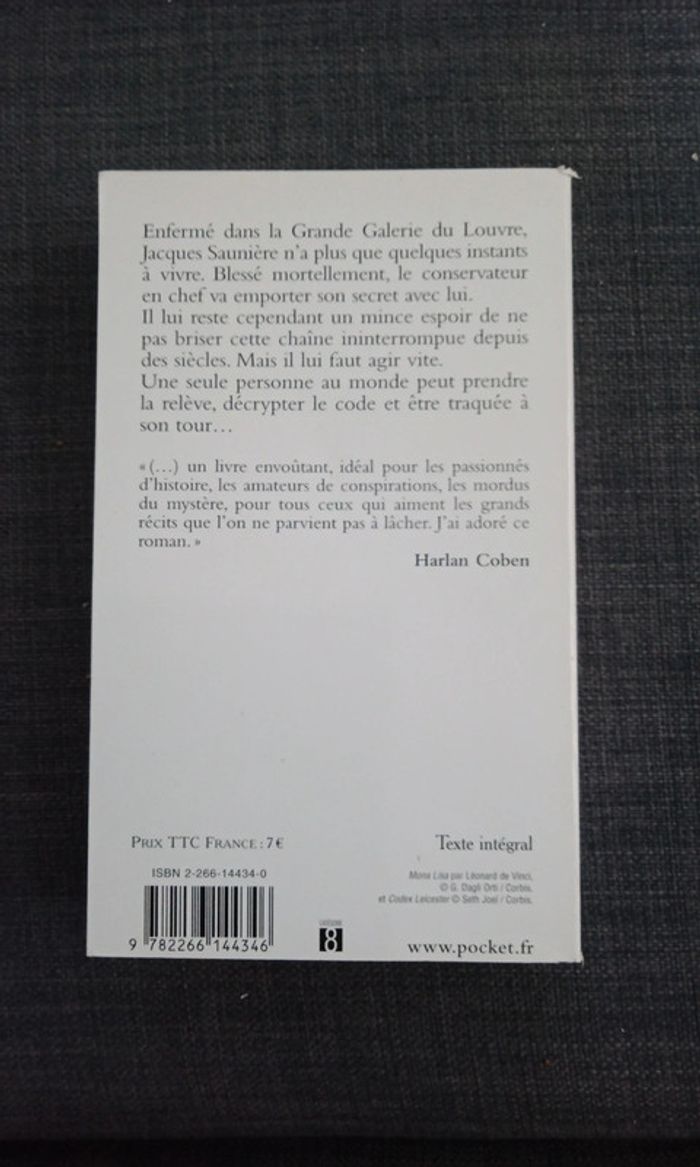 Enfermé dans la Grande Galerie du Louvre,
Jacques Saunière n'a plus que quelques instants
à vivre. Blessé mortellement, le conservateur
en chef va emporter son secret avec lui.
Il lui reste cependant un mince espoir de ne
pas briser cette chaîne ininterrompue depuis
des siècles. Mais il lui faut agir vite.
Une seule personne au monde peut prendre
la relève, décrypter le code et être traquée à
son tour...
« (...) un livre envoûtant, idéal pour les passionnés
d'histoire, les amateurs de conspirations, les mordus
du mystère, pour tous ceux qui aiment les grands
récits que l'on ne parvient pas à lâcher. J'ai adoré ce
roman. »
Harlan Coben
PRIX TTC FRANCE : 7 €
Texte intégral
ISBN 2-266-14434-0
Mona Lisa par Léonard de Vinci,
© G. Dagli Orti / Corbis,
et Codex Leicester © Seth Joel / Corbis.
8
9 782266 144346
www.pocket.fr